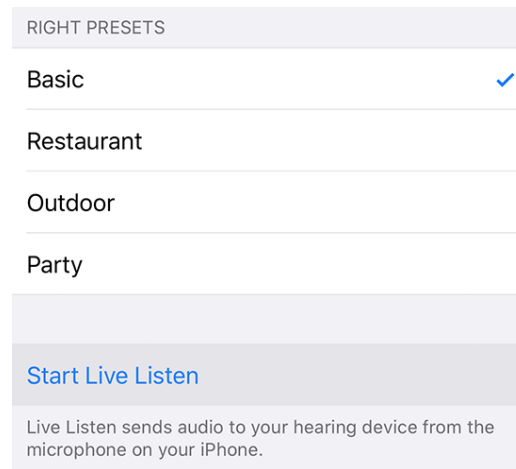 RIGHT PRESETS
Basic
Restaurant
Outdoor
Party
Start Live Listen
Live Listen sends audio to your hearing device from the
microphone on your iPhone.